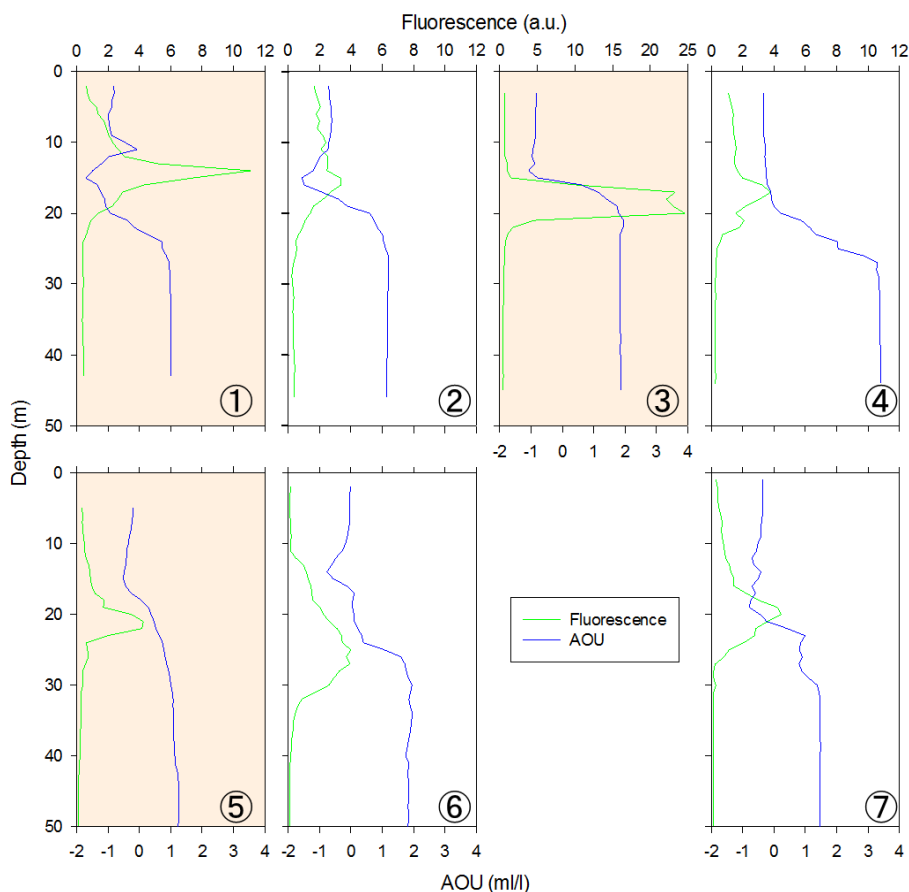 Fluorescence (a.u.)
0 2 4 6 8 10 12 0 2 4 6 8 10 12 0 5 10 15 20 25 0 2 4 6 8 10 12
0
10
20
30
40
① ② ③ ④
50
-1 0 1 2 3 4
Depth (m)
0
10
20
Fluorescence
AOU
30
40
⑤ ⑥ ⑦
50
-2 -1 0 1 2 3 4 -2 -1 0 1 2 3 4 -2 -1 0 1 2 3 4
AOU (ml/l)